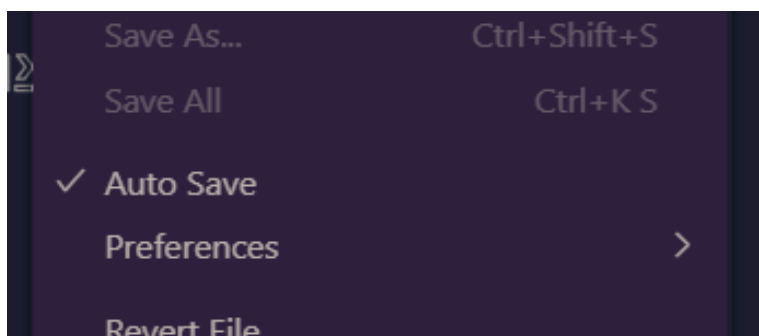 Save As... Ctrl+Shift+S
Save All Ctrl+K S
Auto Save
Preferences
Revert File